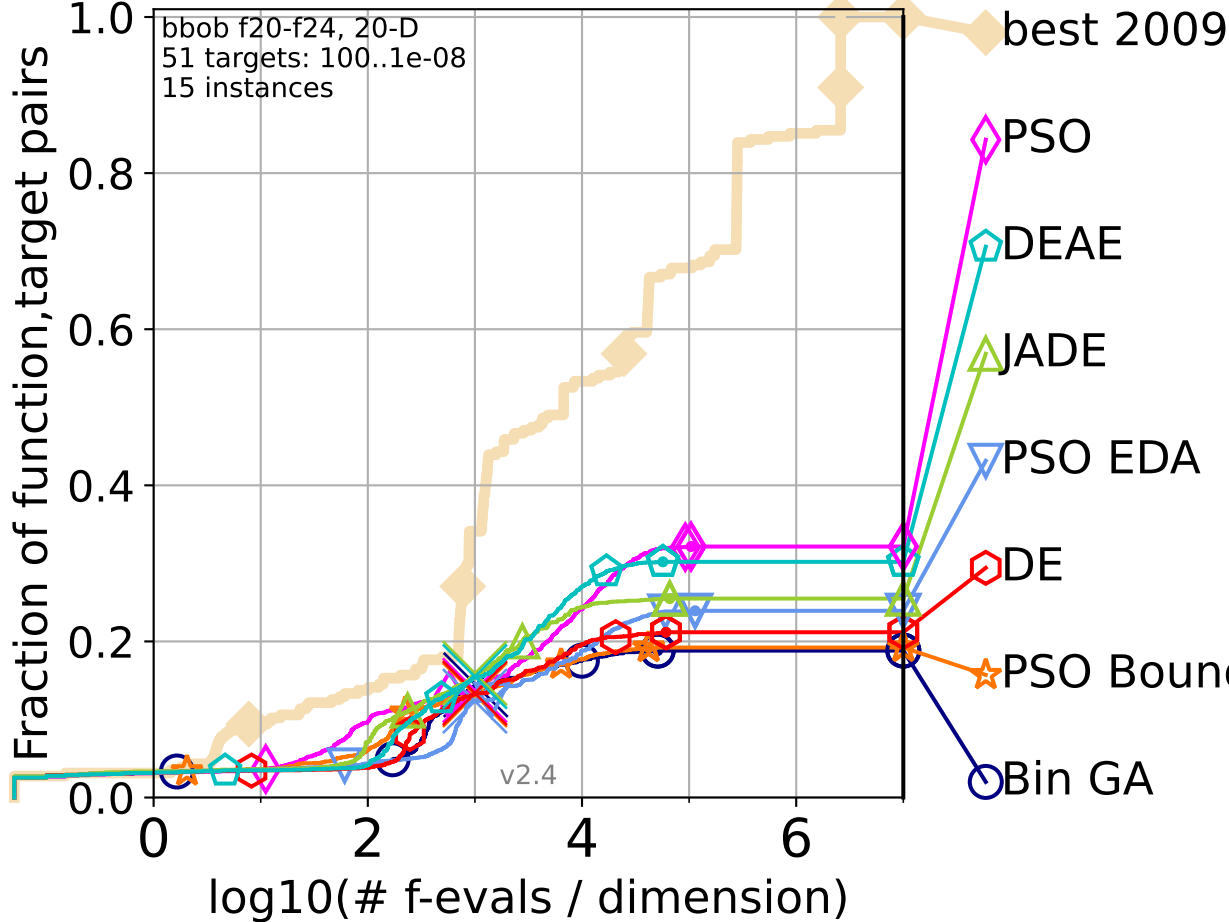 bbob f20-f24, 20-D
51 targets: 100..1e-08
15 instances
Fraction of function,target pairs
1.0
0.8
0.6
0.4
0.2
0.0
0
2
4
6
log10(# f-evals / dimension)
v2.4
best 2009
PSO
DEAE
JADE
PSO EDA
DE
PSO Boun
Bin GA